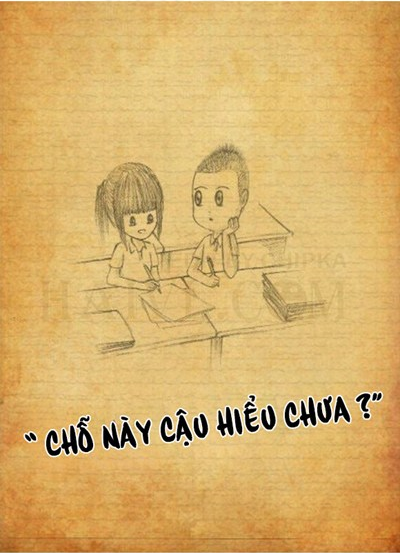 “ CHỖ NÀY CẬU HIỂU CHƯA ?”